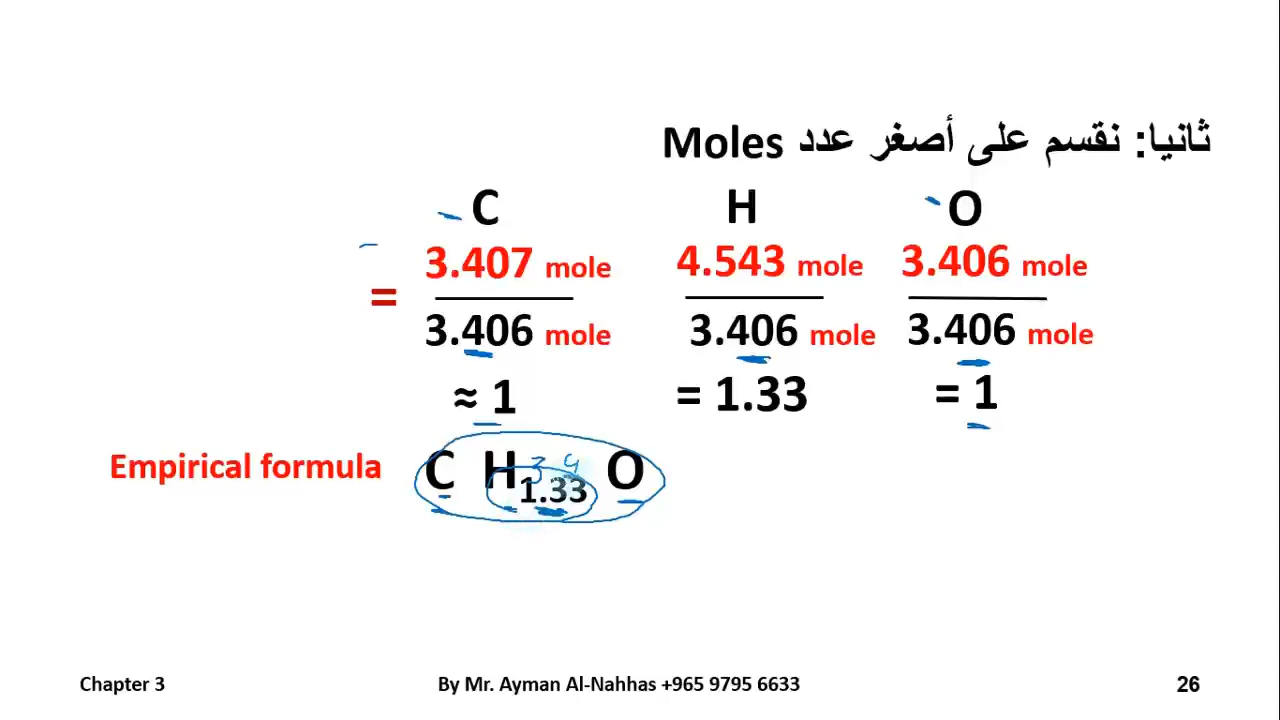 ثانيا: نقسم على أصغر عدد Moles
C H O
3.407 mole 4.543 mole 3.406 mole
=
3.406 mole 3.406 mole 3.406 mole
≈ 1 = 1.33 = 1
Empirical formula C H1.33 O
Chapter 3 By Mr. Ayman Al-Nahhas +965 9795 6633 26